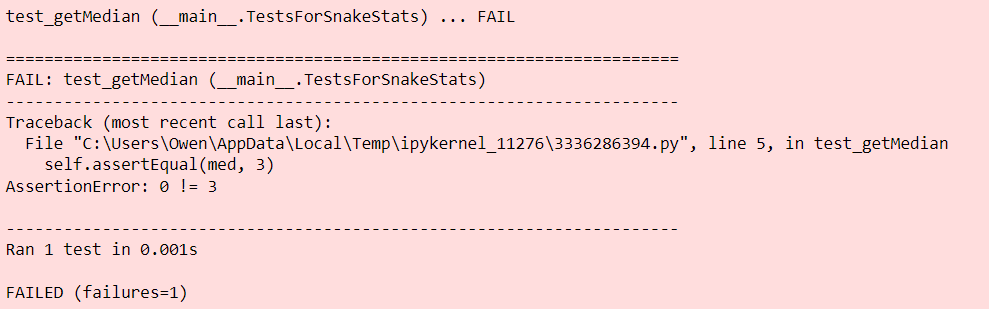 test_getMedian (__main__.TestsForSnakeStats) ... FAIL
======================================================================
FAIL: test_getMedian (__main__.TestsForSnakeStats)
----------------------------------------------------------------------
Traceback (most recent call last):
  File "C:\Users\Owen\AppData\Local\Temp\ipykernel_11276\3336286394.py", line 5, in test_getMedian
    self.assertEqual(med, 3)
AssertionError: 0 != 3
----------------------------------------------------------------------
Ran 1 test in 0.001s
FAILED (failures=1)